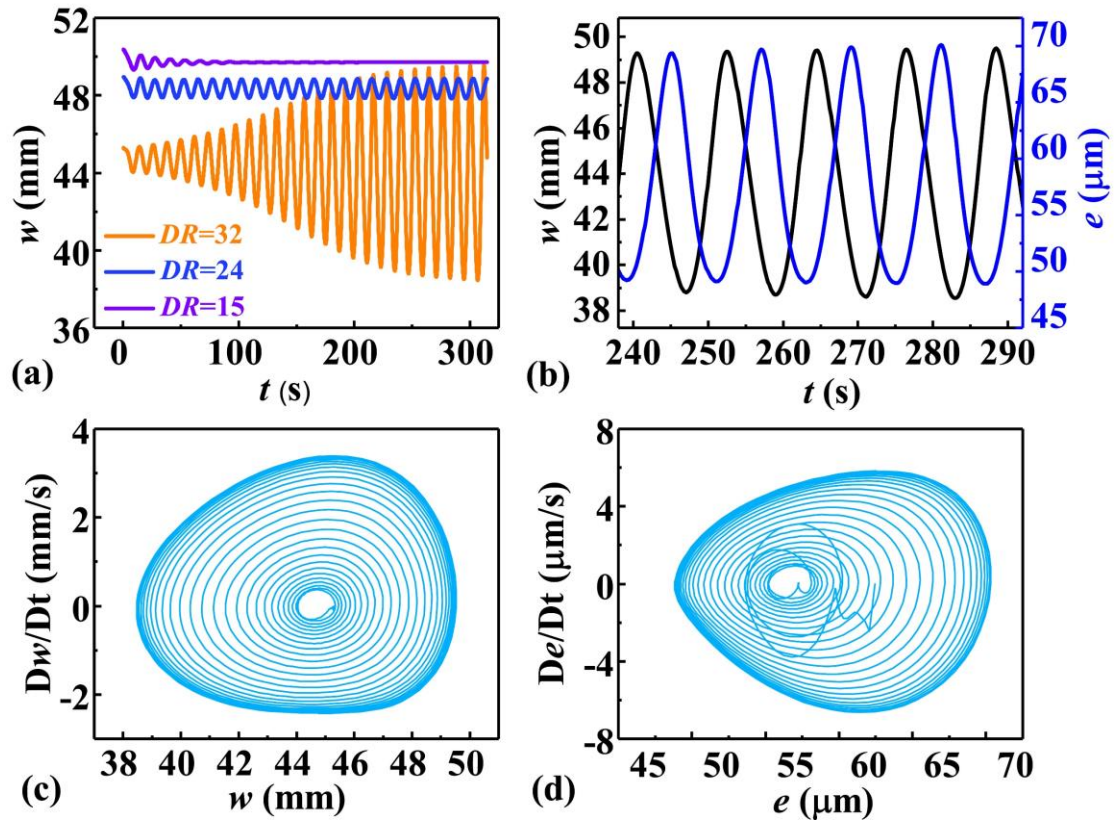 52
48
44
40
36
w (mm)
DR=32
DR=24
DR=15
0 100 200 300
(a)
t (s)
50
48
46
44
42
40
38
w (mm)
70
65
60
55
50
45
e (μm)
240 250 260 270 280 290
(b)
t (s)
4
2
0
-2
Dw/Dt (mm/s)
38 40 42 44 46 48 50
(c)
w (mm)
8
4
0
-4
-8
De/Dt (μm/s)
45 50 55 60 65 70
(d)
e (μm)